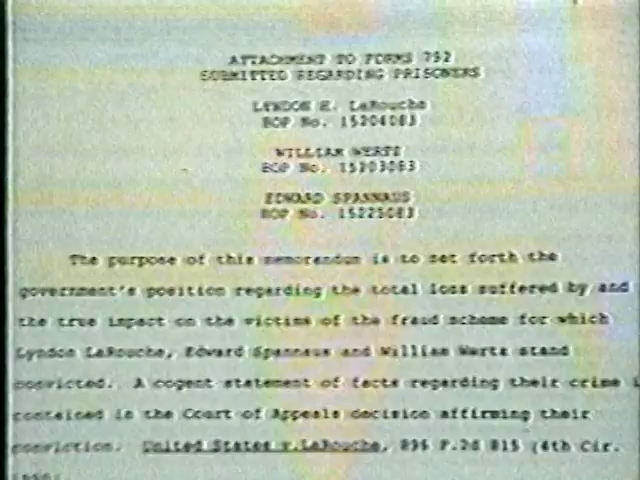 ATTACHMENT TO FORMS 792
SUBMITTED REGARDING PRISONERS
LYNDON H. LaRouche
BOP No. 15204083
WILLIAM WERTZ
BOP No. 15203083
EDWARD SPANNAUS
BOP No. 15225083
The purpose of this memorandum is to set forth the
government's position regarding the total loss suffered by and
the true impact on the victims of the fraud scheme for which
Lyndon LaRouche, Edward Spannaus and William Wertz stand
convicted. A cogent statement of facts regarding their crime i
contained in the Court of Appeals decision affirming their
conviction. United States v.LaRouche, 896 F.2d 815 (4th Cir.